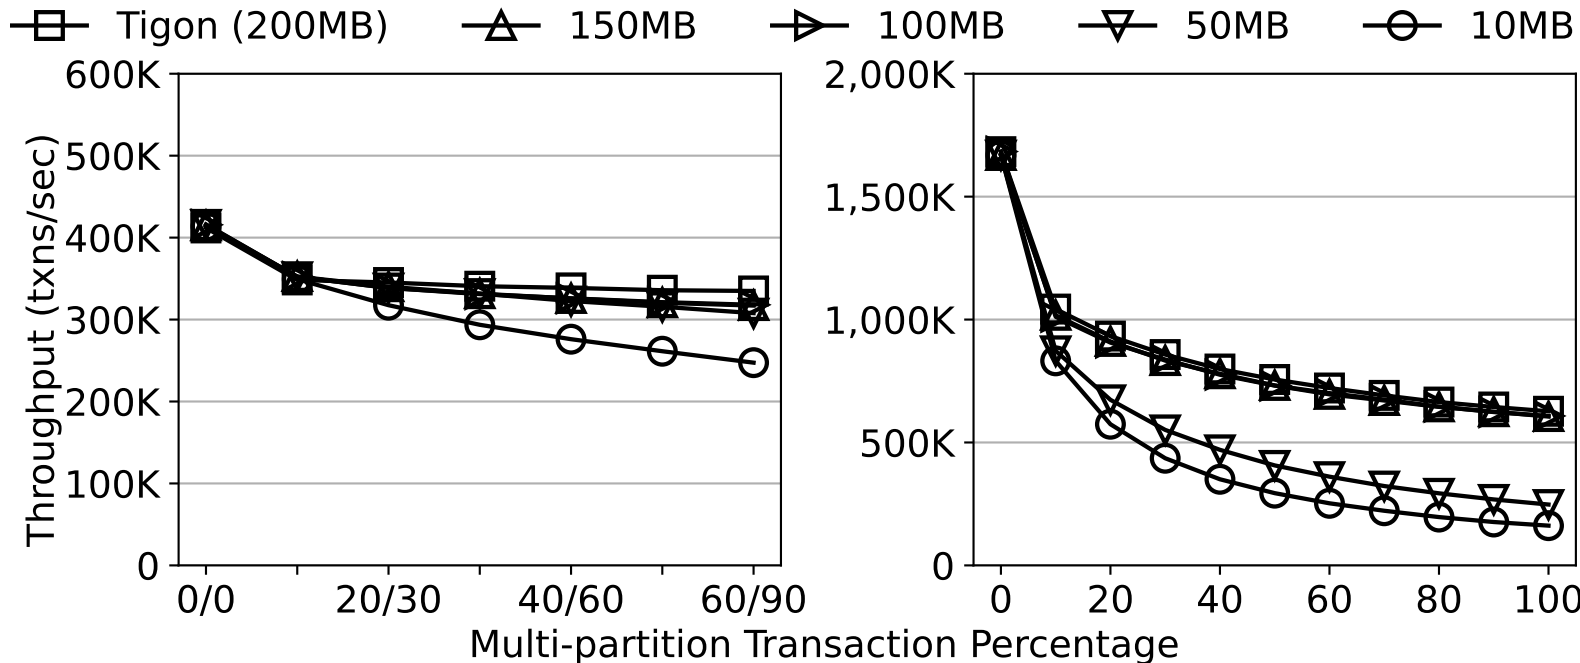 Tigon (200MB) 150MB 100MB 50MB 10MB
Throughput (txns/sec)
600K
500K
400K
300K
200K
100K
0
0/0 20/30 40/60 60/90
2,000K
1,500K
1,000K
500K
0
0 20 40 60 80 100
Multi-partition Transaction Percentage